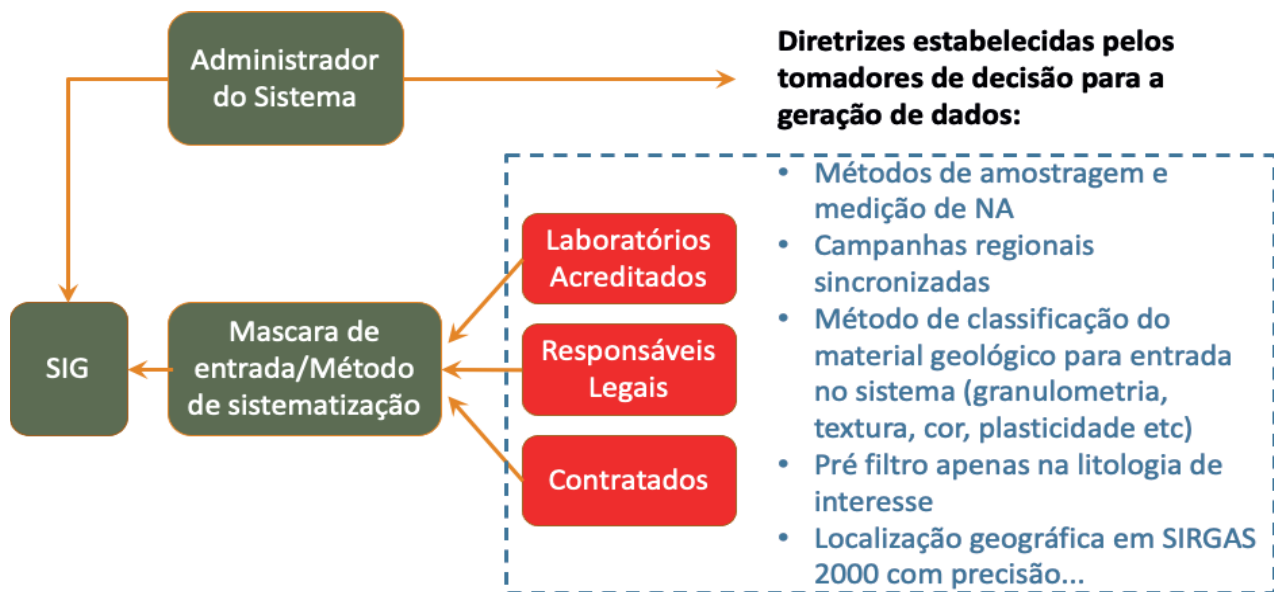 Administrador
do Sistema
Diretrizes estabelecidas pelos
tomadores de decisão para a
geração de dados:
SIG
Mascara de
entrada/Método
de sistematização
Laboratórios
Acreditados
Responsáveis
Legais
Contratados
• Métodos de amostragem e
medição de NA
• Campanhas regionais
sincronizadas
• Método de classificação do
material geológico para entrada
no sistema (granulometria,
textura, cor, plasticidade etc)
• Pré filtro apenas na litologia de
interesse
• Localização geográfica em SIRGAS
2000 com precisão...